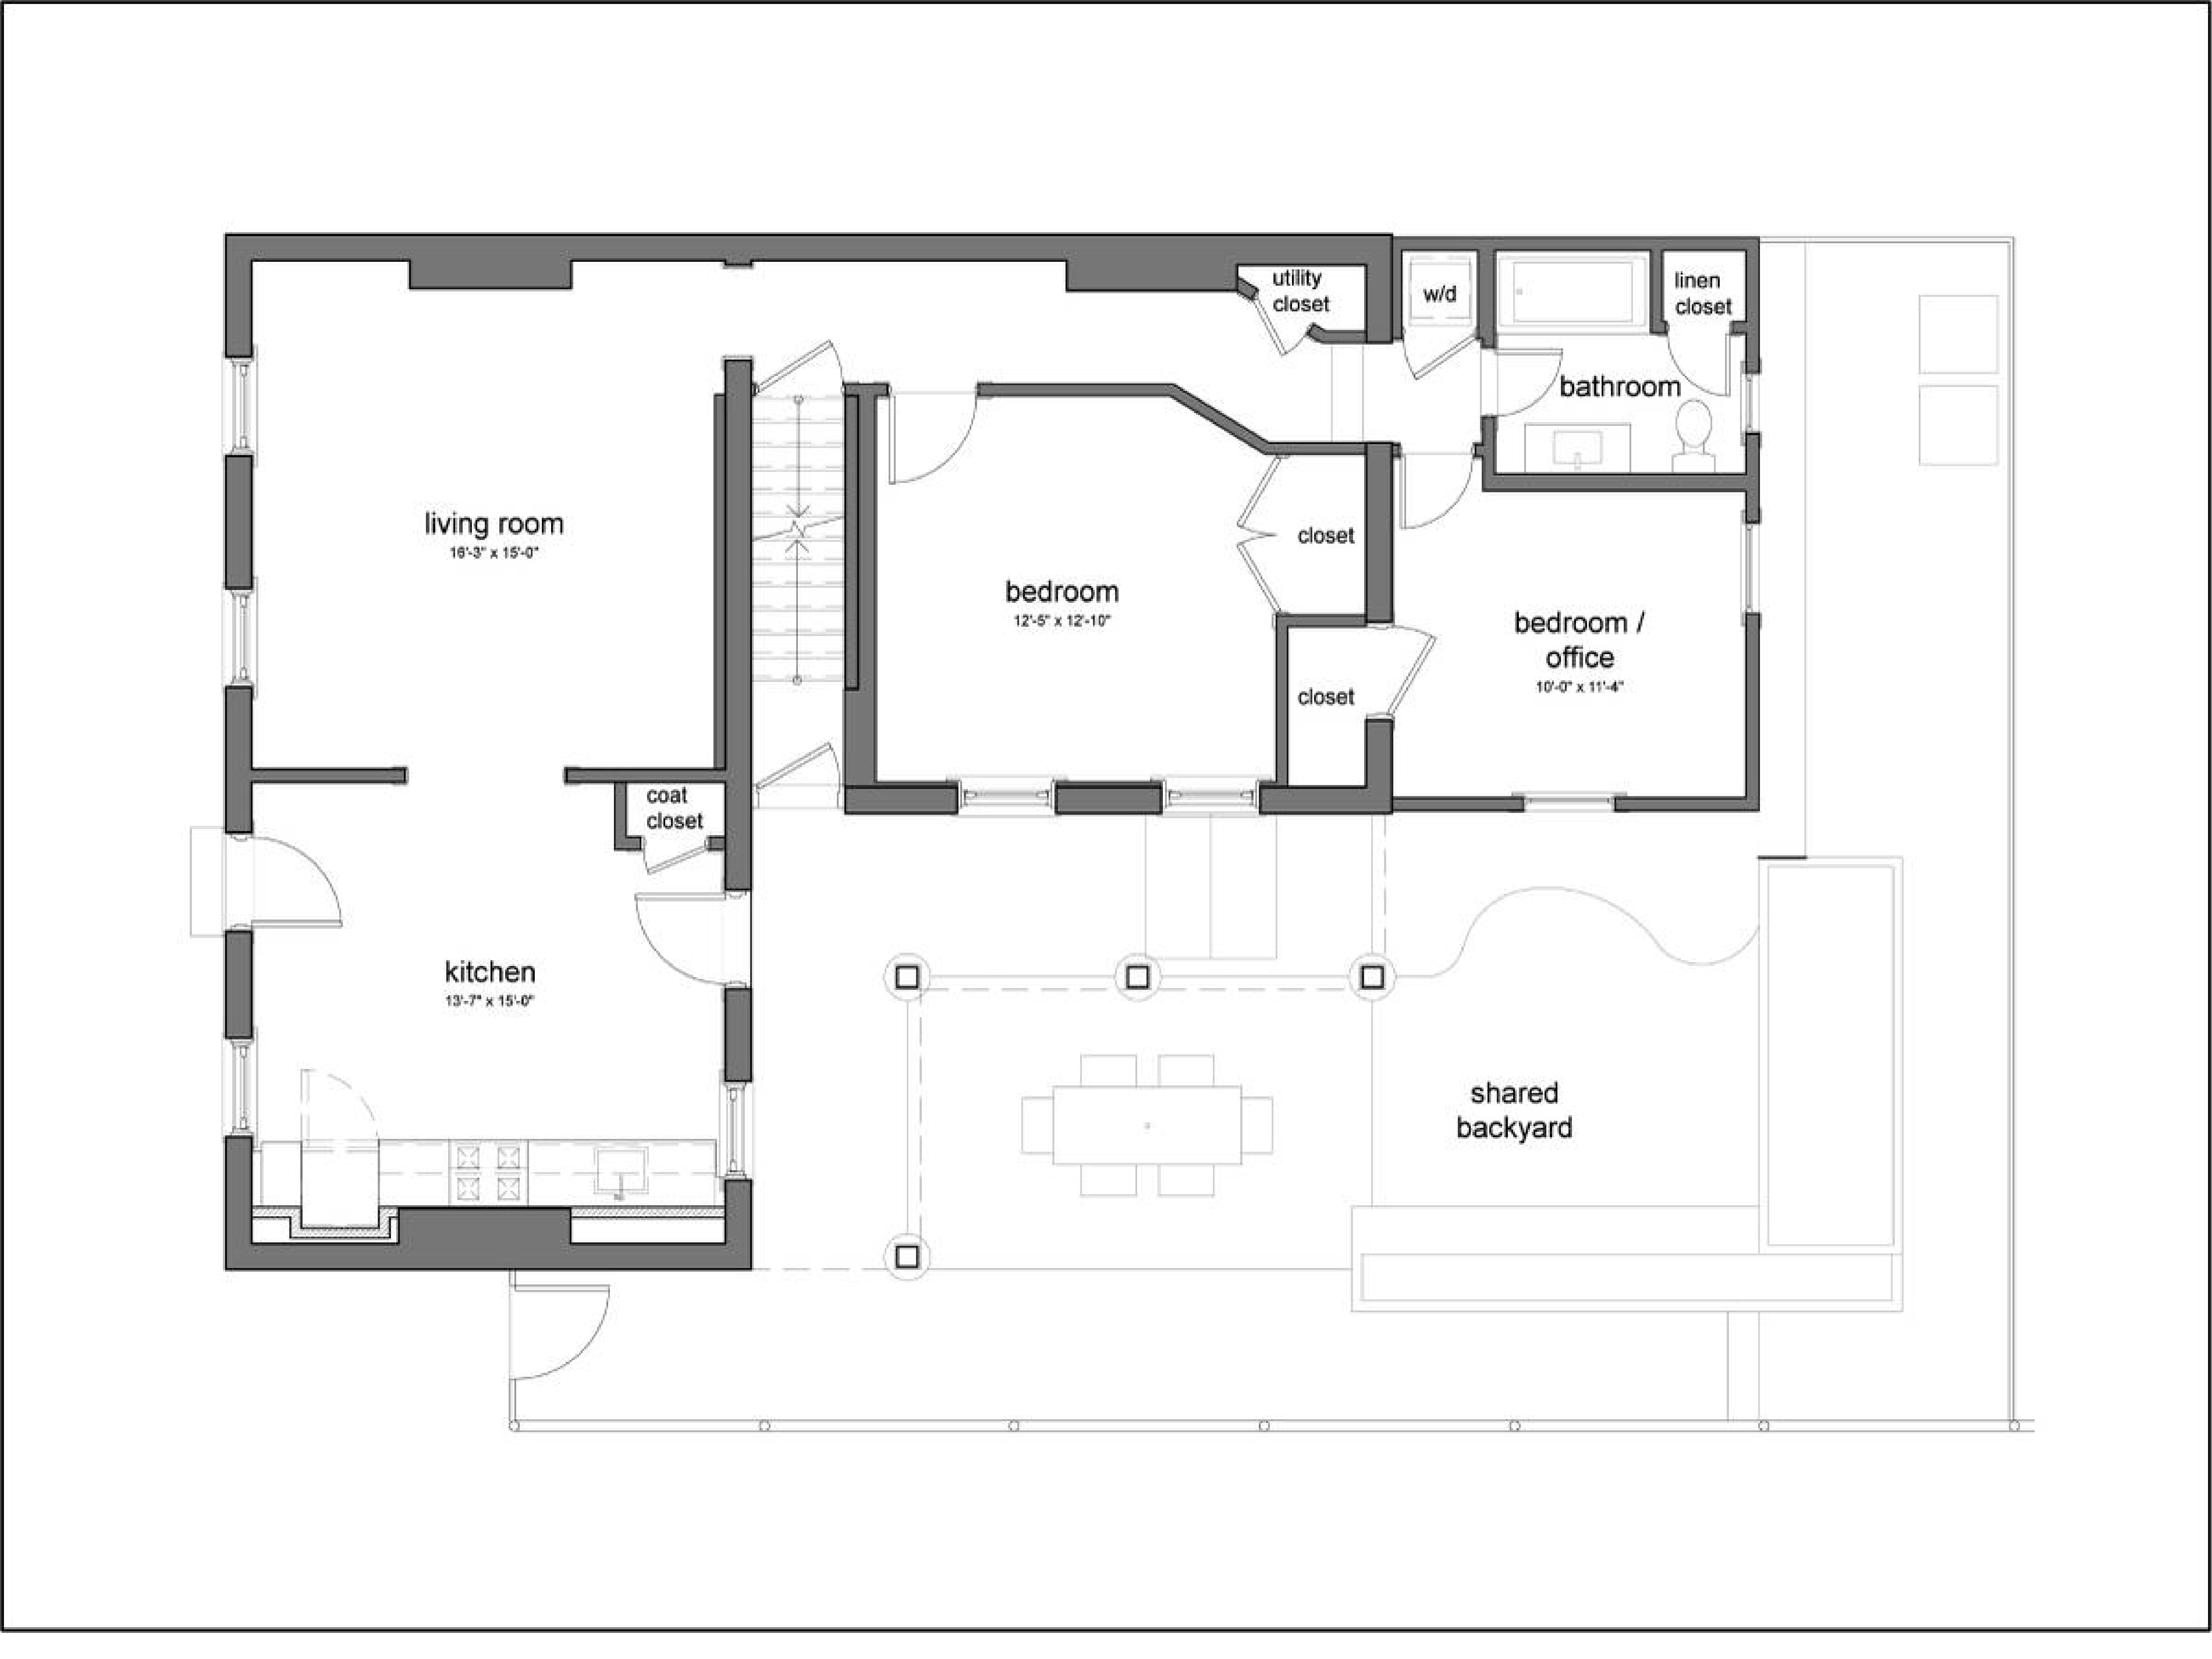 utility
closet
w/d
linen
closet
bathroom
living room
16'-3" x 15'-0"
closet
bedroom
12'-5" x 12'-10"
bedroom /
office
10'-0" x 11'-4"
closet
coat
closet
kitchen
13'-7" x 15'-0"
shared
backyard